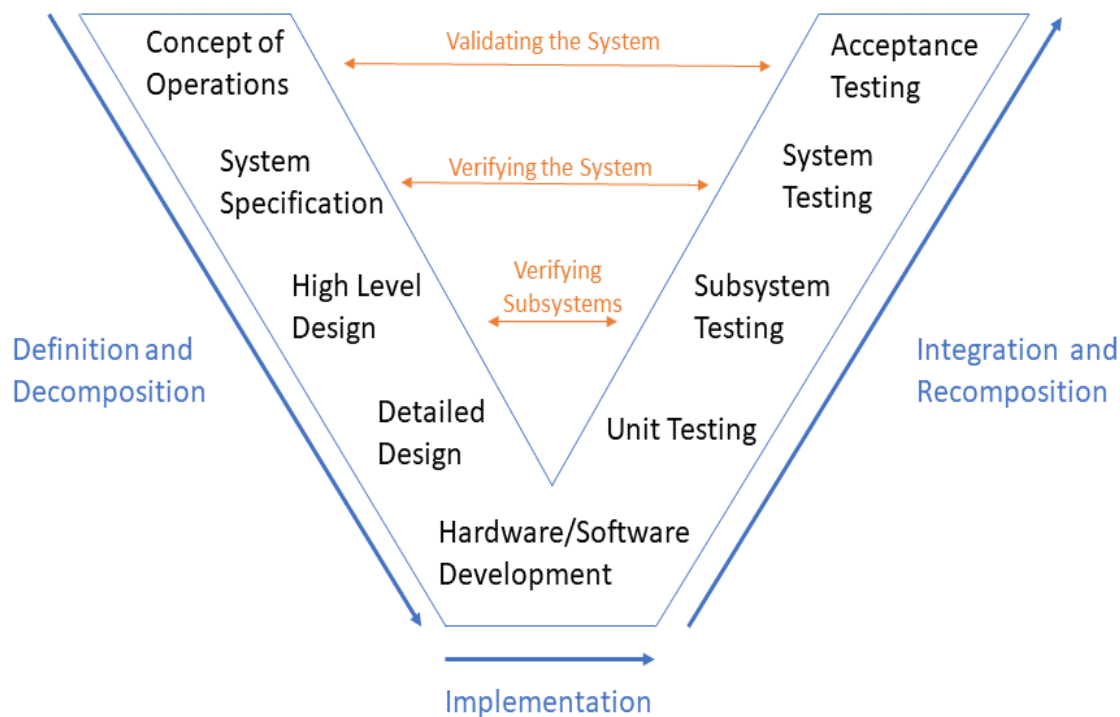 Concept of
Operations
Validating the System
Acceptance
Testing
System
Specification
Verifying the System
System
Testing
High Level
Design
Verifying
Subsystems
Subsystem
Testing
Definition and
Decomposition
Integration and
Recomposition
Detailed
Design
Unit Testing
Hardware/Software
Development
Implementation